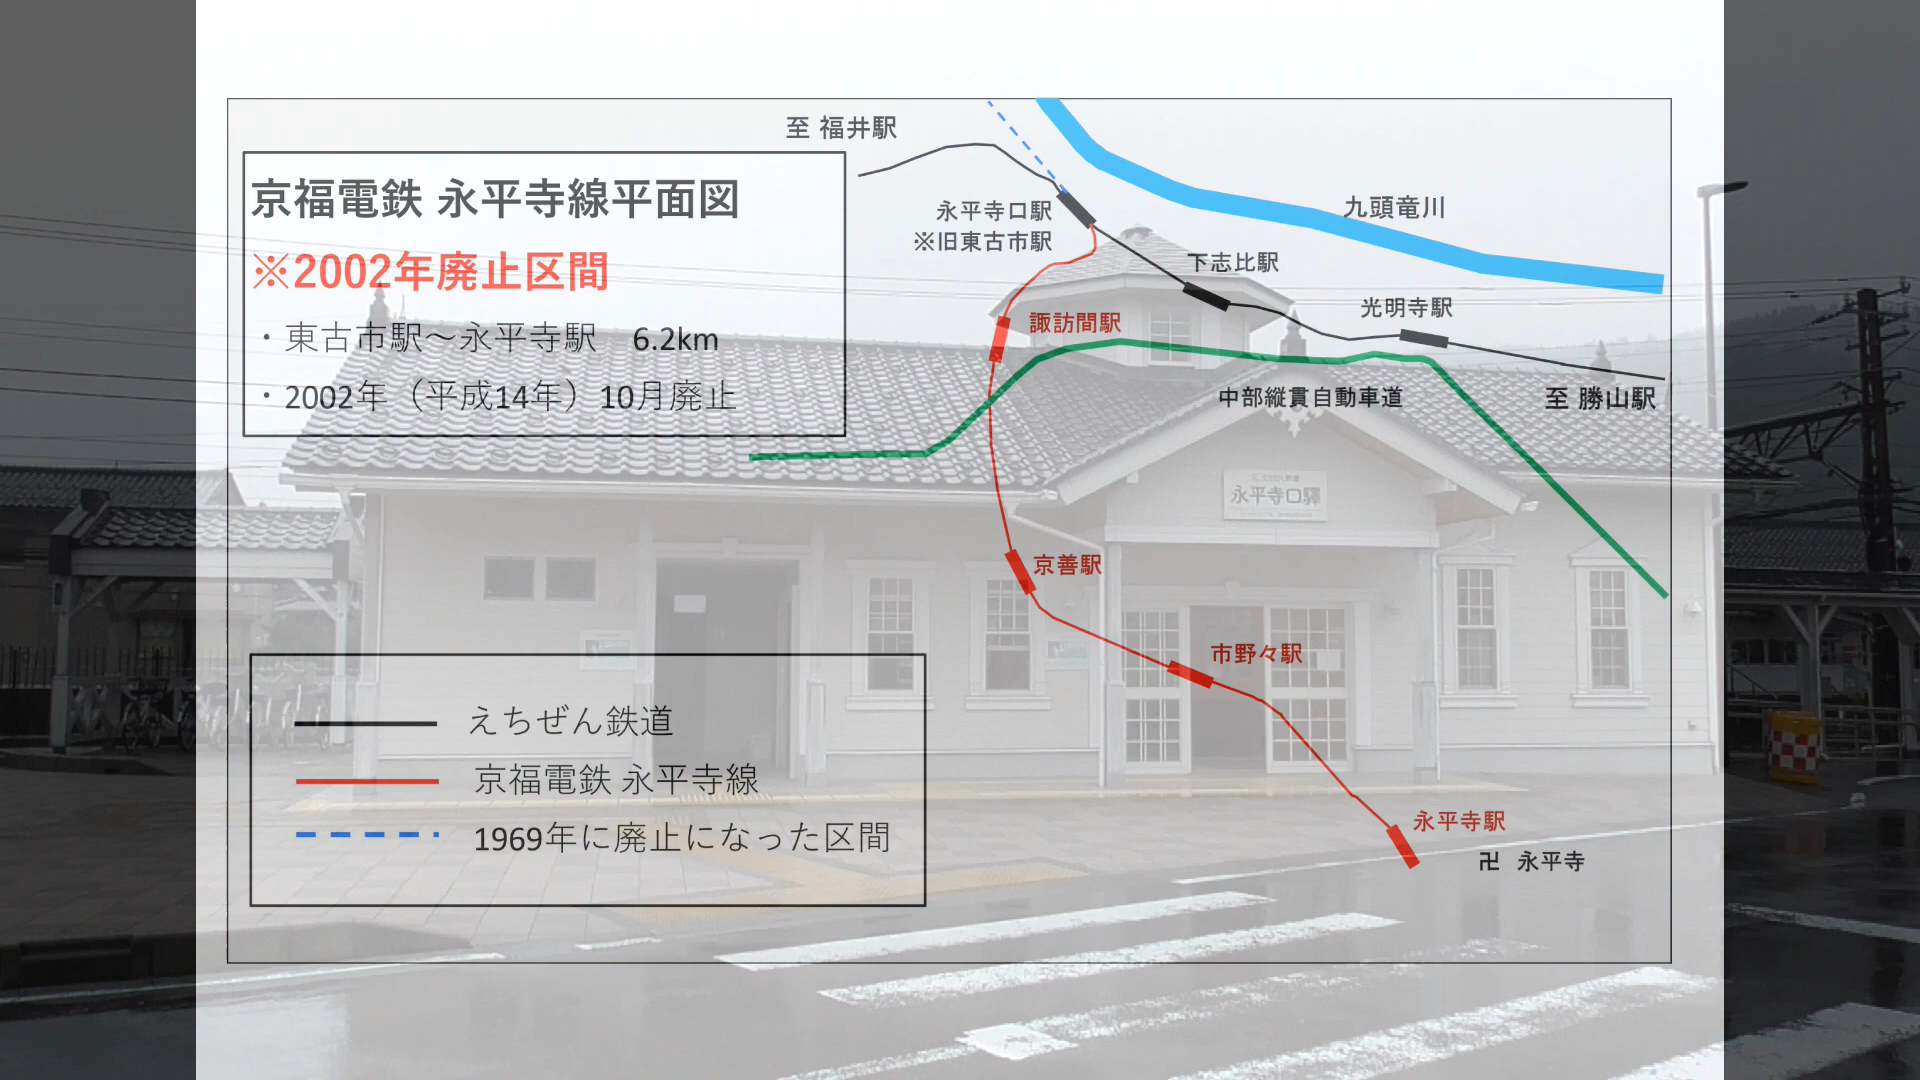 至 福井駅
京福電鉄 永平寺線平面図
※2002年廃止区間
・東古市駅～永平寺駅 6.2km
・2002年（平成14年）10月廃止
永平寺口駅
※旧東古市駅
九頭竜川
下志比駅
光明寺駅
諏訪間駅
中部縦貫自動車道
至 勝山駅
永平寺口驛
京善駅
市野々駅
永平寺駅
卍 永平寺
えちぜん鉄道
京福電鉄 永平寺線
1969年に廃止になった区間